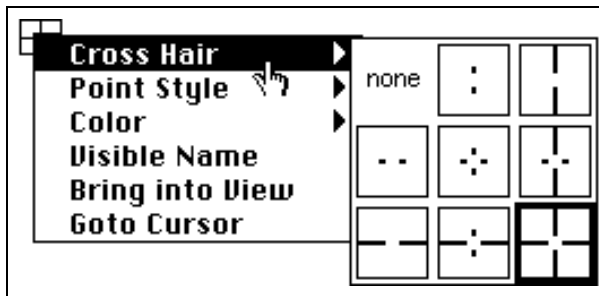 Cross Hair
Point Style
Color
Visible Name
Bring into View
Goto Cursor
none